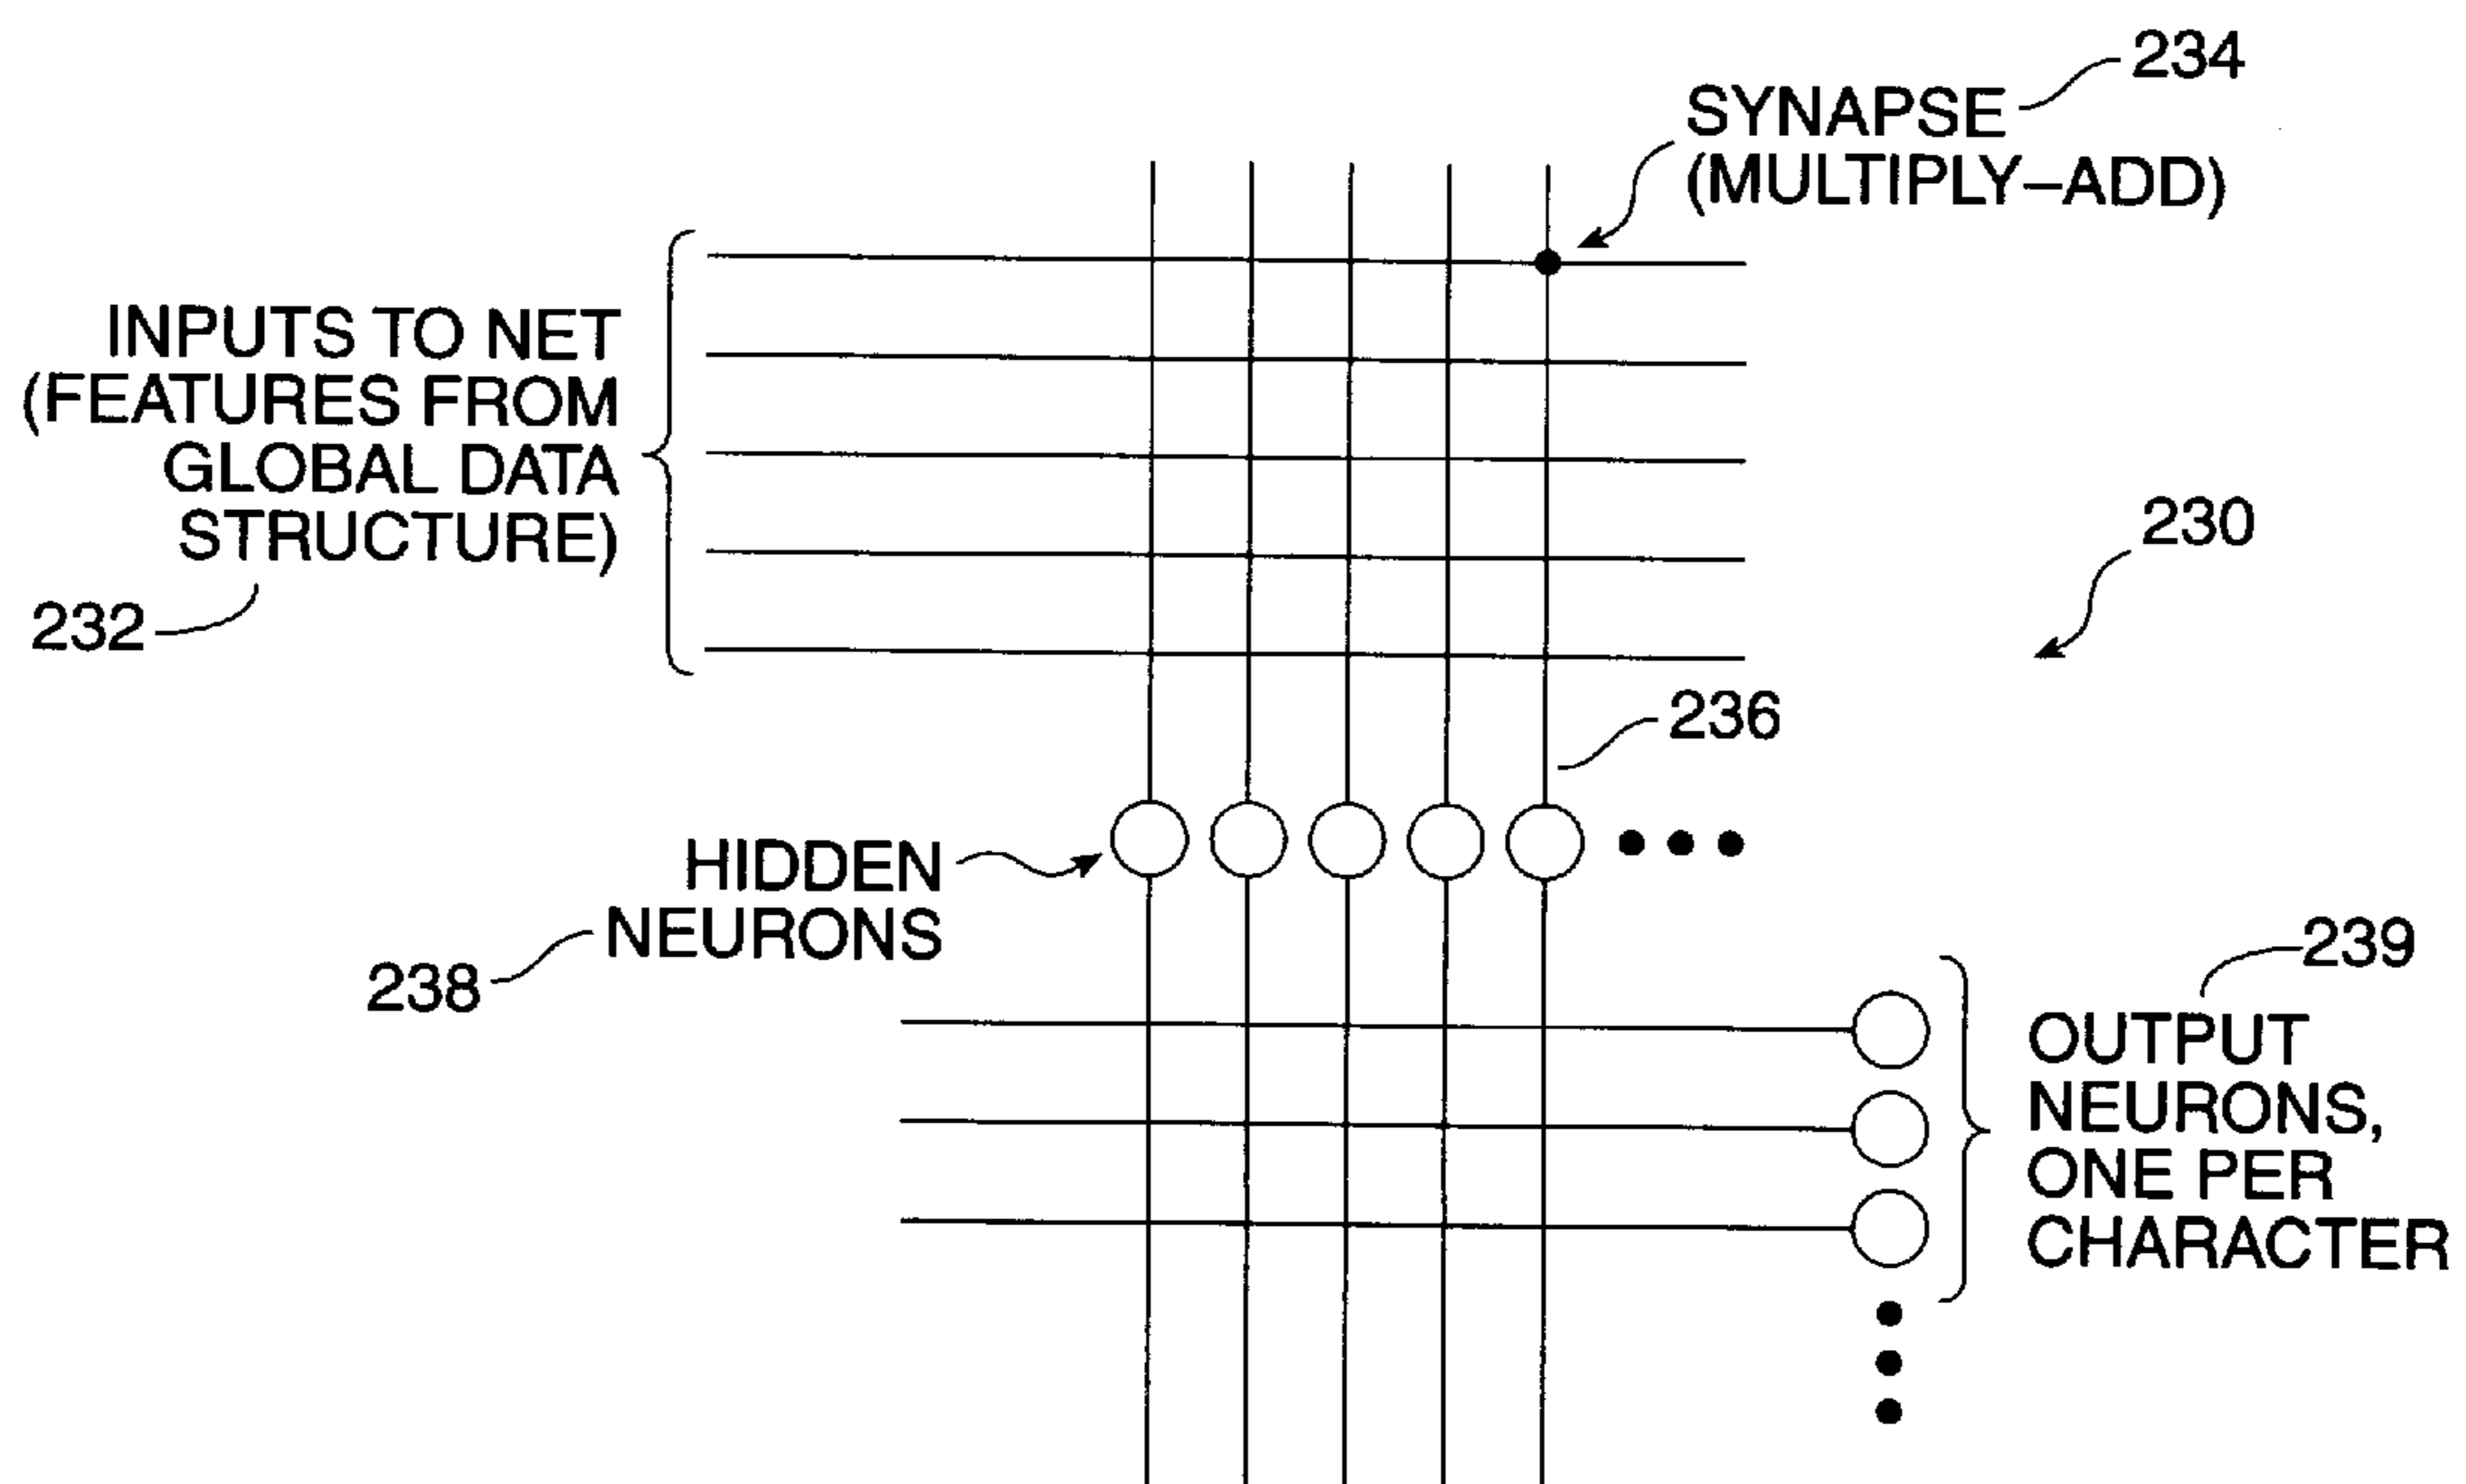 234
SYNAPSE
(MULTIPLY–ADD)
INPUTS TO NET
(FEATURES FROM
GLOBAL DATA
STRUCTURE)
232
230
236
HIDDEN
NEURONS
238
239
OUTPUT
NEURONS,
ONE PER
CHARACTER